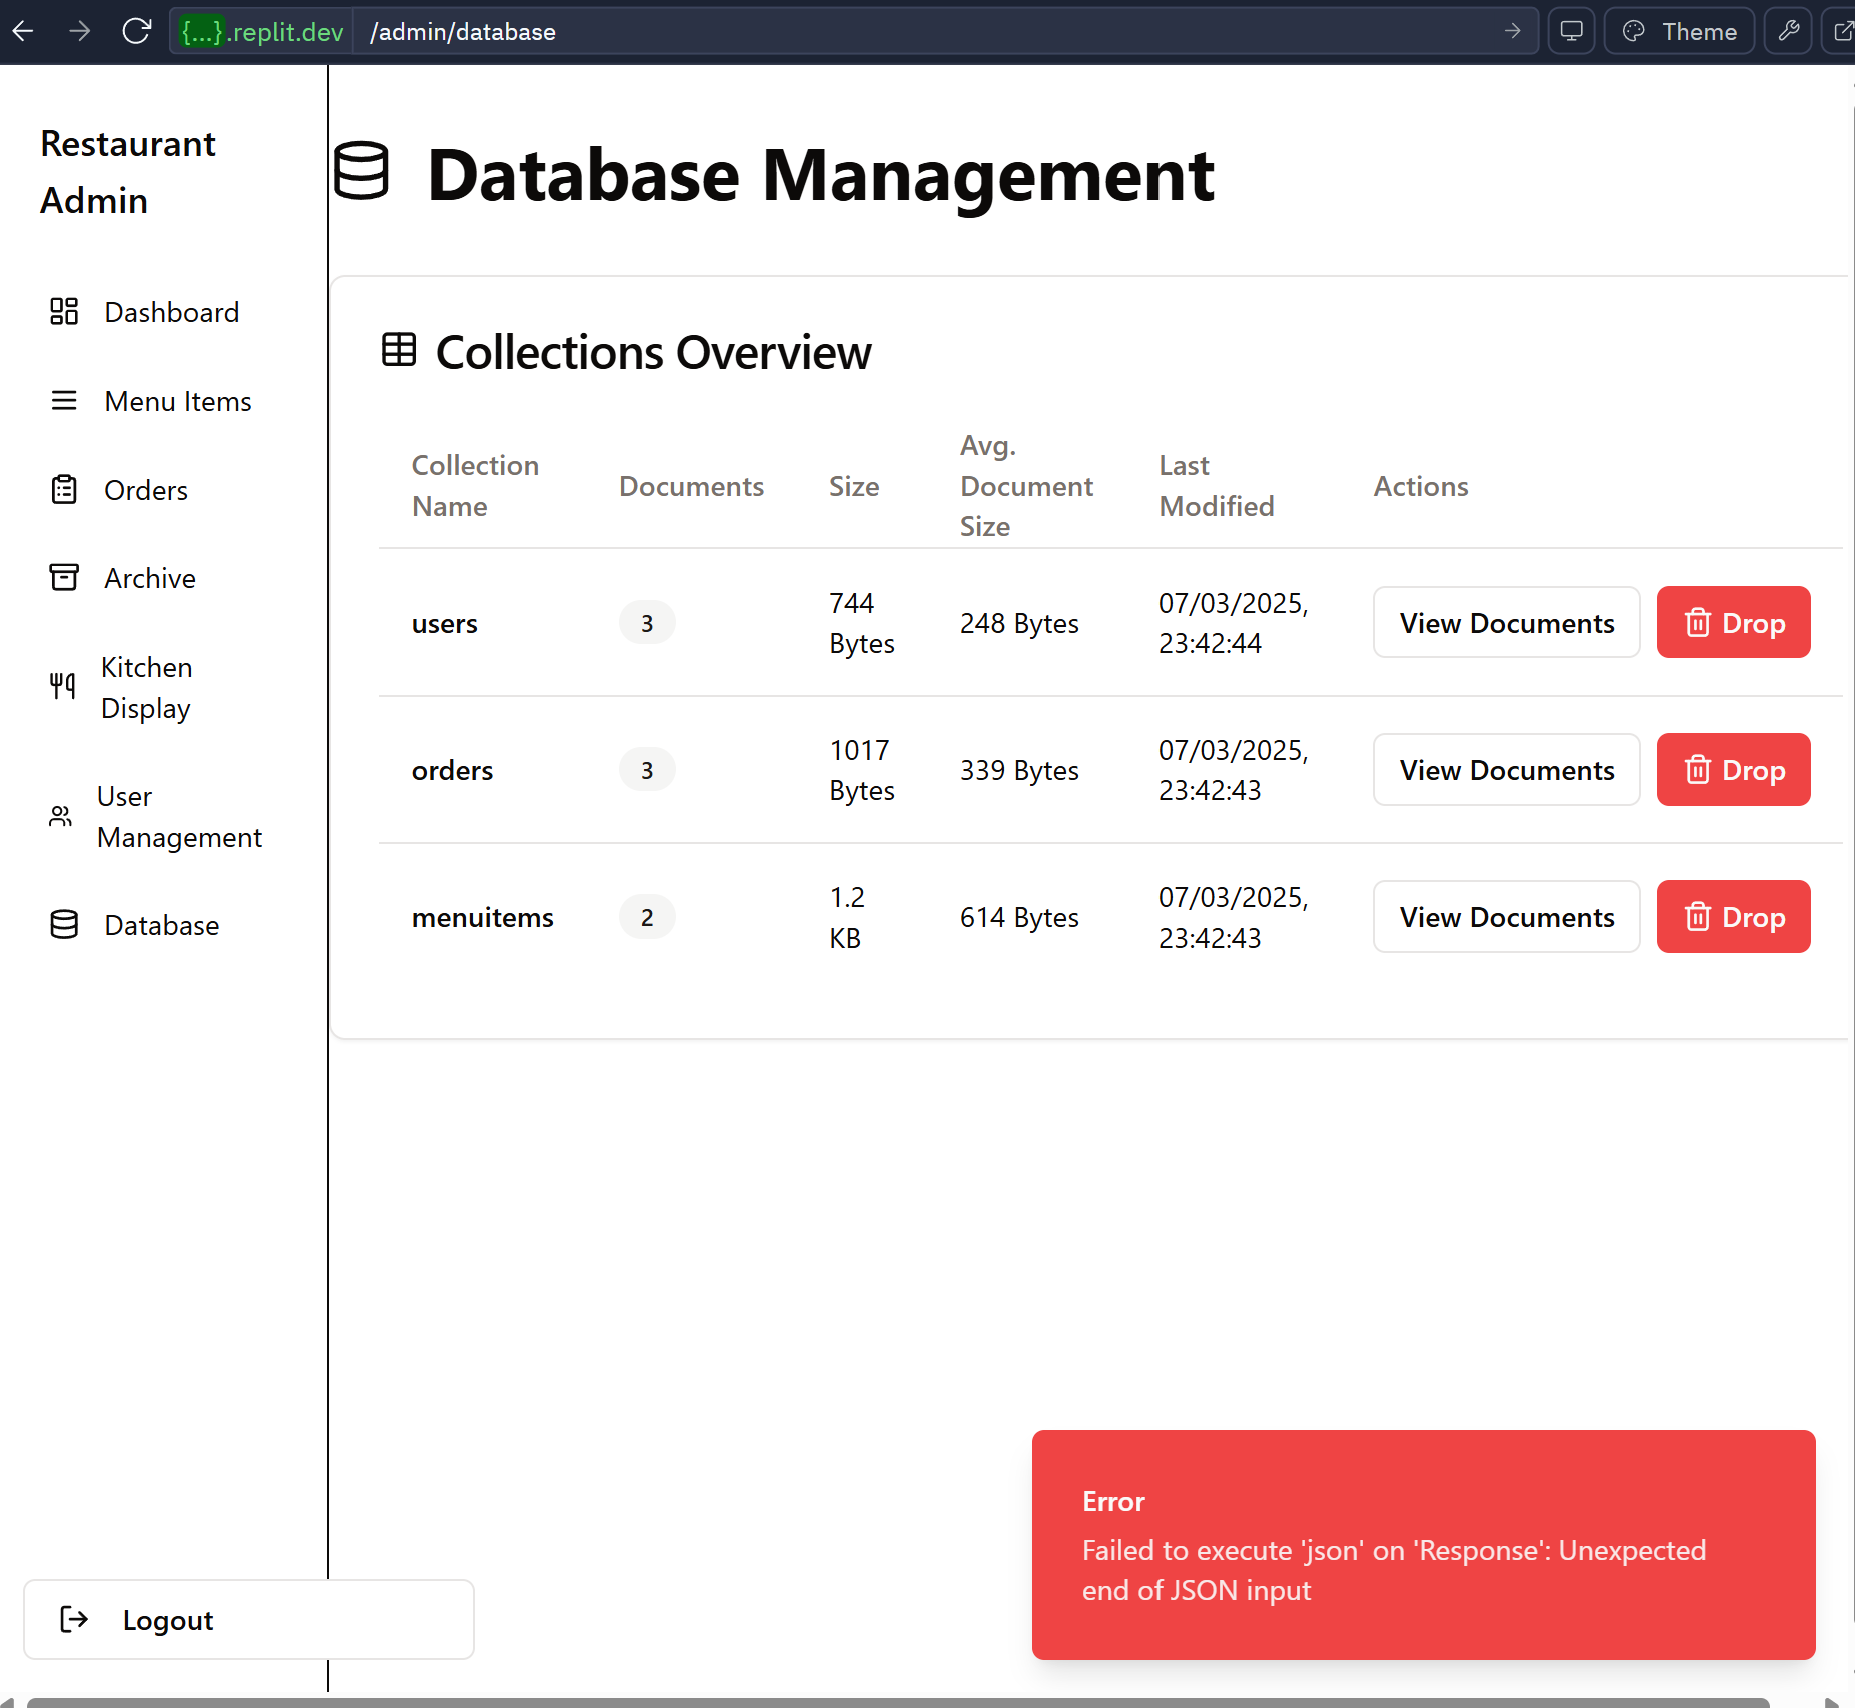 {...}.replit.dev /admin/database
Theme
Restaurant
Admin
Dashboard
Menu Items
Orders
Archive
Kitchen
Display
User
Management
Database
Logout
Database Management
Collections Overview
Collection
Name
Documents
Size
Avg.
Document
Size
Last
Modified
Actions
users
3
744
Bytes
248 Bytes
07/03/2025,
23:42:44
View Documents
Drop
orders
3
1017
Bytes
339 Bytes
07/03/2025,
23:42:43
View Documents
Drop
menuitems
2
1.2
KB
614 Bytes
07/03/2025,
23:42:43
View Documents
Drop
Error
Failed to execute 'json' on 'Response': Unexpected
end of JSON input